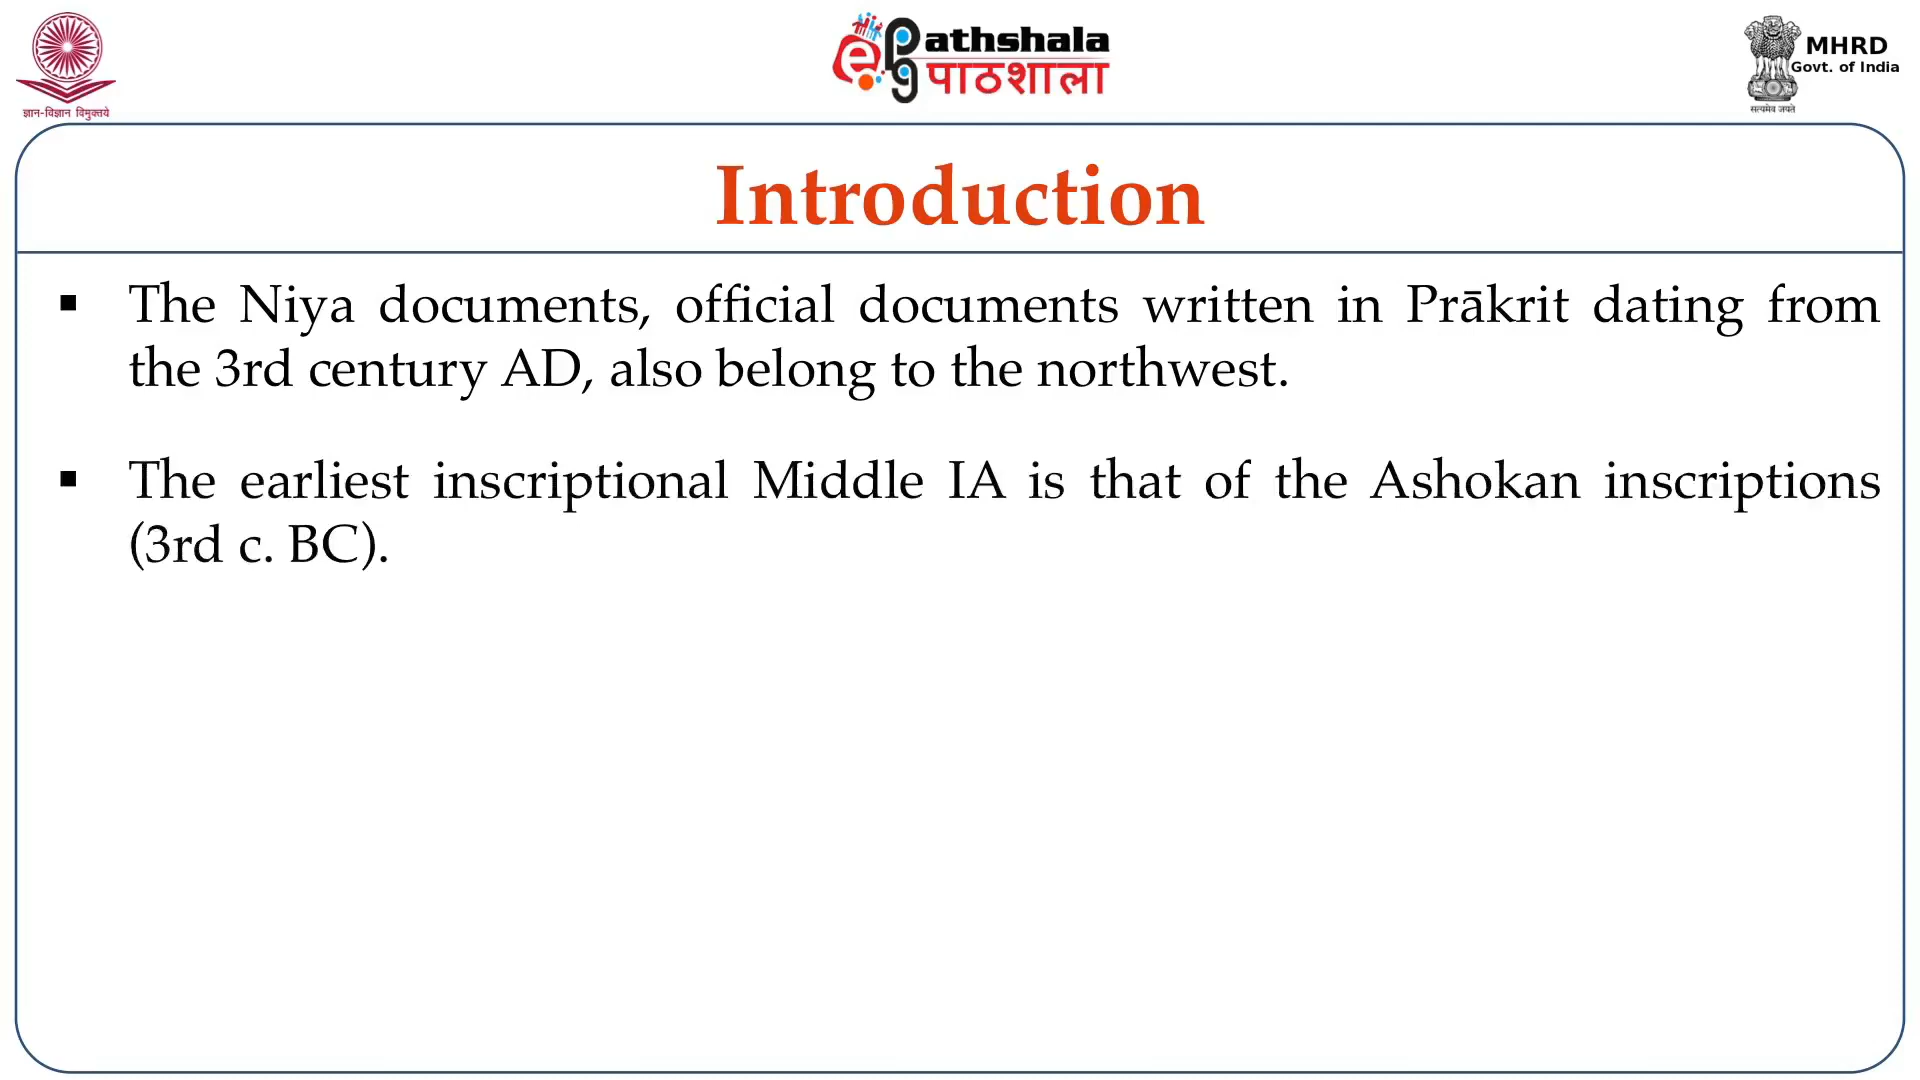 ज्ञान-विज्ञान विमुक्तये
e
pg
athshala
पाठशाला
MHRD
Govt. of India
सत्यमेव जयते
Introduction
▪ The Niya documents, official documents written in Prākrit dating from
the 3rd century AD, also belong to the northwest.
▪ The earliest inscriptional Middle IA is that of the Ashokan inscriptions
(3rd c. BC).